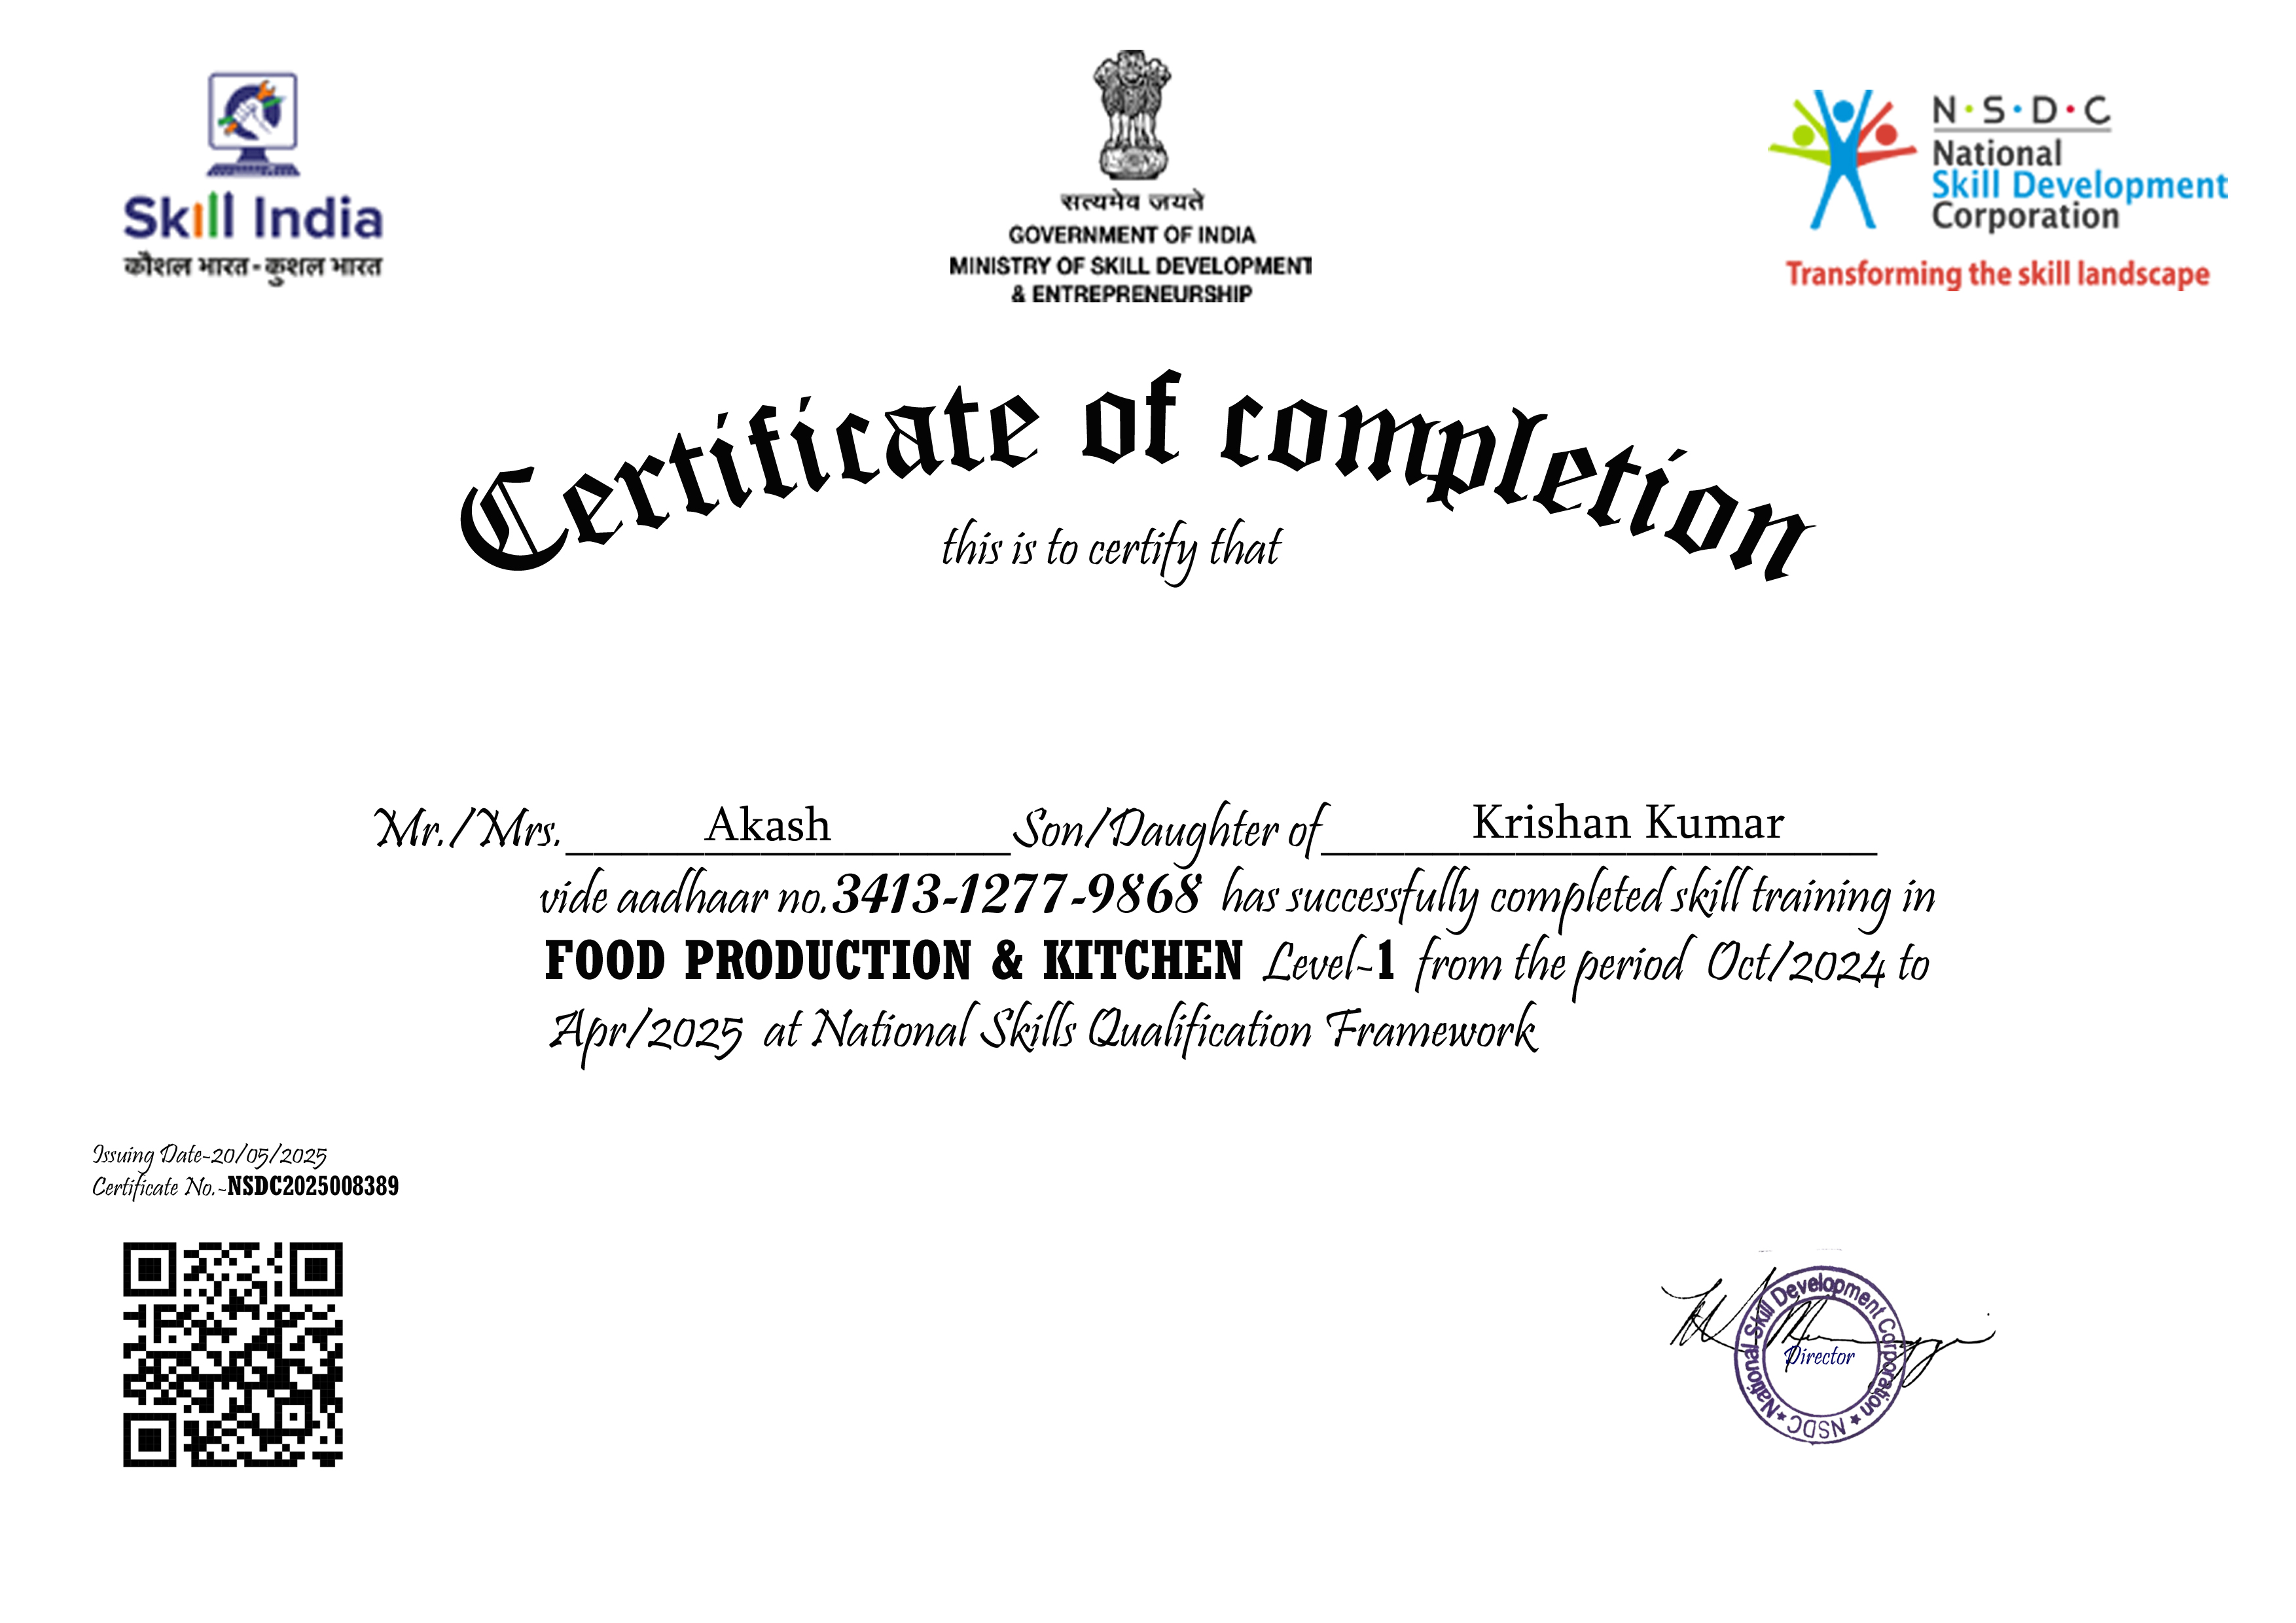 Skill India
कौशल भारत - कुशल भारत
सत्यमेव जयते
GOVERNMENT OF INDIA
MINISTRY OF SKILL DEVELOPMENT
& ENTREPRENEURSHIP
N·S·D·C
National
Skill Development
Corporation
Transforming the skill landscape
Certificate of completion
this is to certify that
Mr./Mrs. Akash Son/Daughter of Krishan Kumar
vide aadhaar no. 3413-1277-9868 has successfully completed skill training in
FOOD PRODUCTION & KITCHEN Level-1 from the period Oct/2024 to
Apr/2025 at National Skills Qualification Framework
Issuing Date-20/05/2025
Certificate No.-NSDC2025008389
National Skill Development Corporation
NSDC
Director